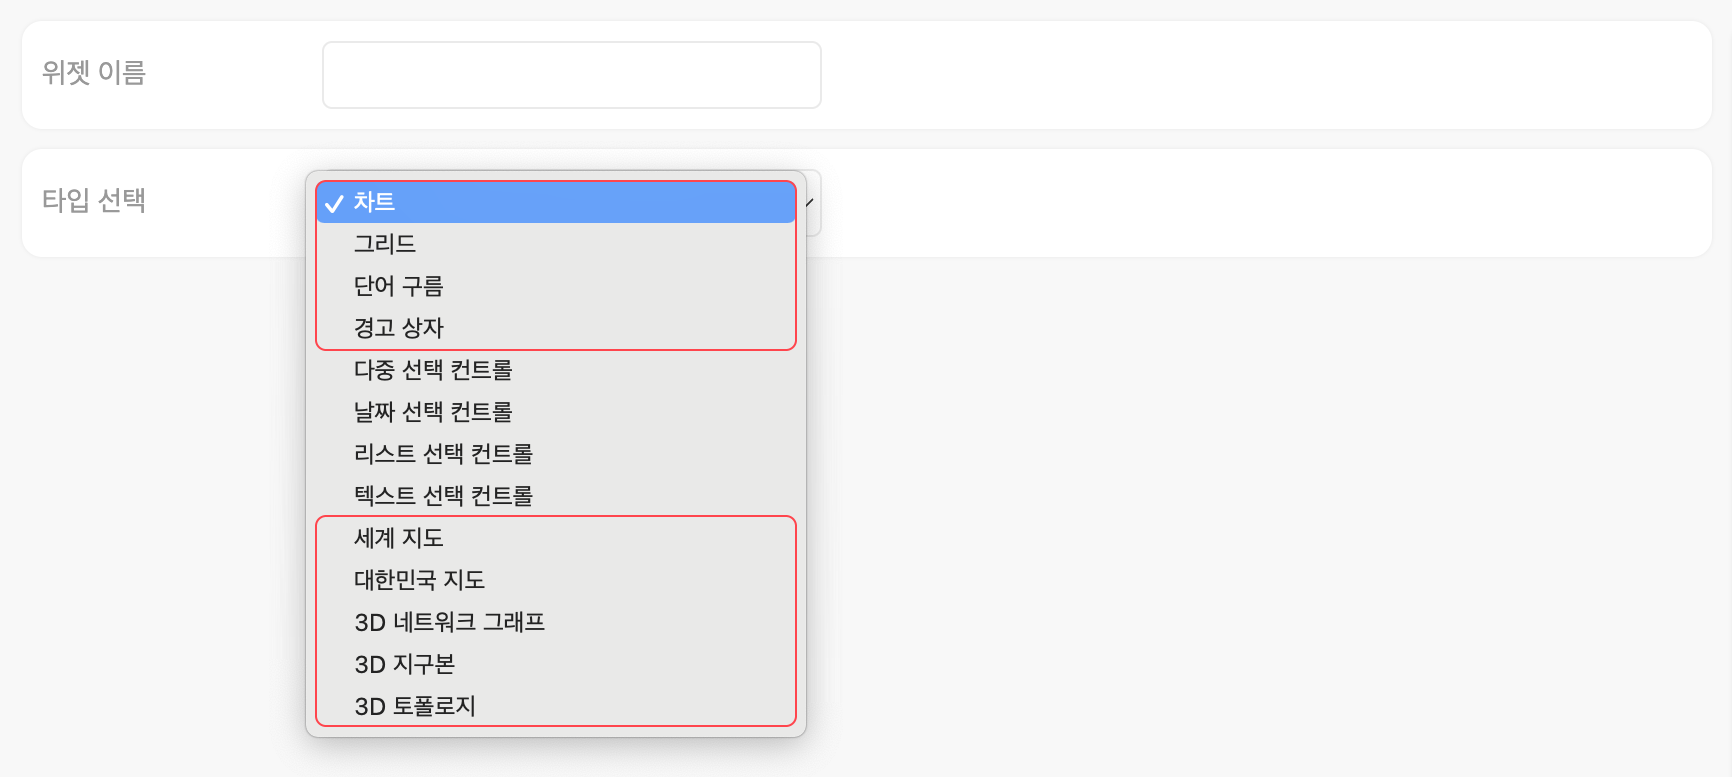 위젯 이름
타입 선택
차트
그리드
단어 구름
경고 상자
다중 선택 컨트롤
날짜 선택 컨트롤
리스트 선택 컨트롤
텍스트 선택 컨트롤
세계 지도
대한민국 지도
3D 네트워크 그래프
3D 지구본
3D 토폴로지